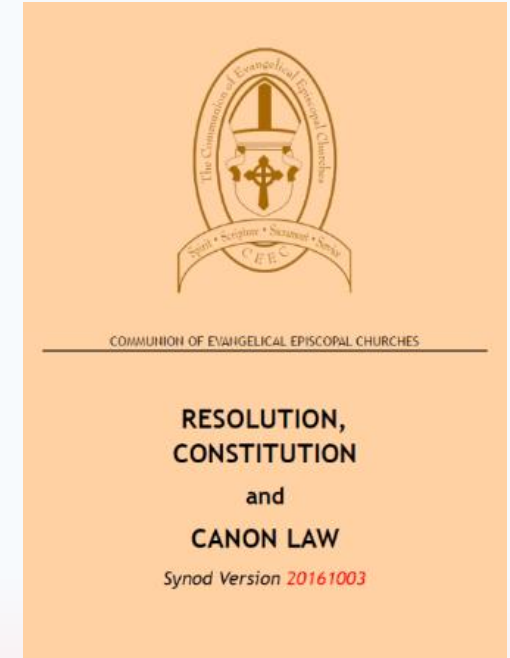 The Communion of Evangelical Episcopal Churches
Spirit • Scripture • Sacrament • Service
CEEC
COMMUNION OF EVANGELICAL EPISCOPAL CHURCHES
RESOLUTION,
CONSTITUTION
and
CANON LAW
Synod Version 20161003